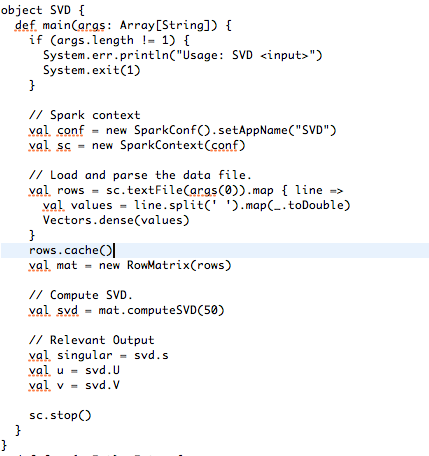 object SVD {
  def main(args: Array[String]) {
    if (args.length != 1) {
      System.err.println("Usage: SVD <input>")
      System.exit(1)
    }

    // Spark context
    val conf = new SparkConf().setAppName("SVD")
    val sc = new SparkContext(conf)

    // Load and parse the data file.
    val rows = sc.textFile(args(0)).map { line =>
      val values = line.split(' ').map(_.toDouble)
      Vectors.dense(values)
    }
    rows.cache()
    val mat = new RowMatrix(rows)

    // Compute SVD.
    val svd = mat.computeSVD(50)

    // Relevant Output
    val singular = svd.s
    val u = svd.U
    val v = svd.V

    sc.stop()
  }
}